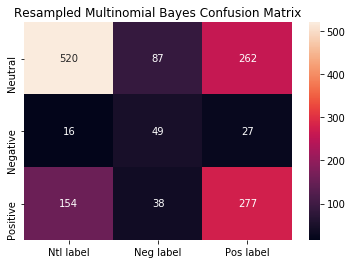 Resampled Multinomial Bayes Confusion Matrix
Neutral 520 87 262
Negative 16 49 27
Positive 154 38 277
Ntl label Neg label Pos label
500
400
300
200
100